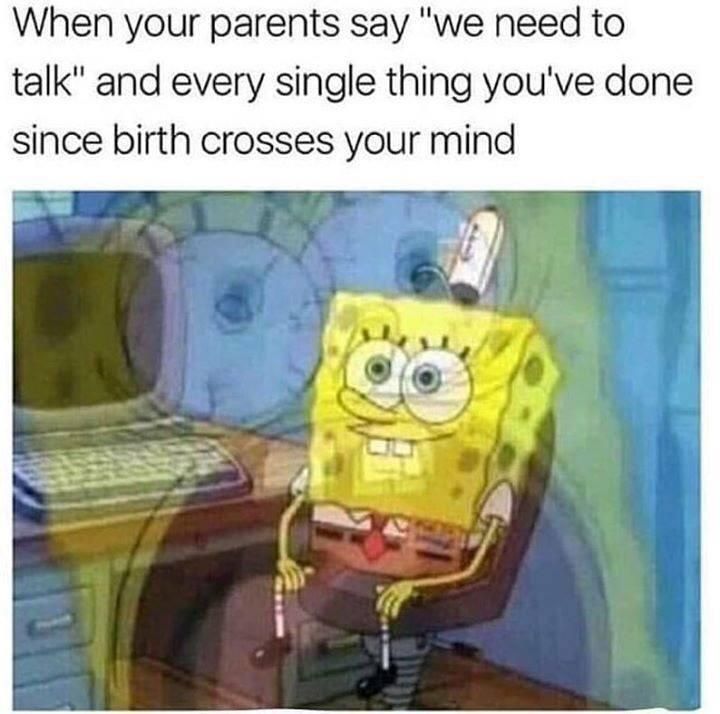 When your parents say "we need to
talk" and every single thing you've done
since birth crosses your mind